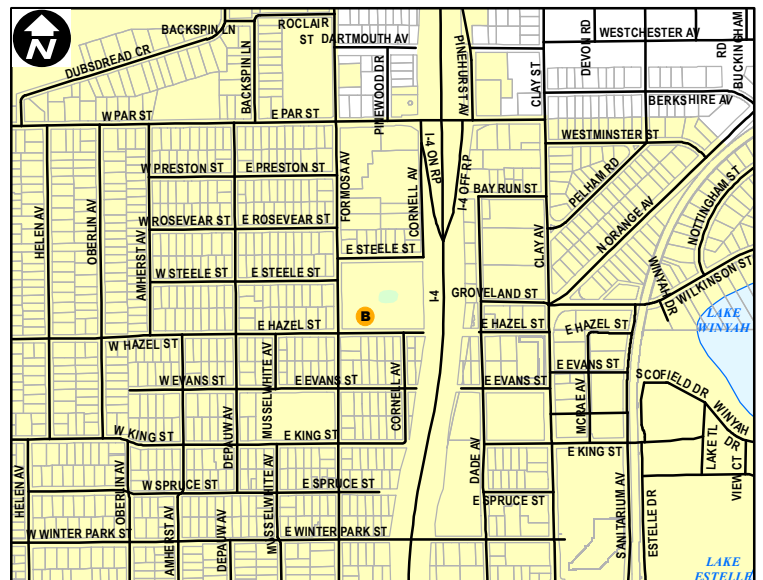 N
BACKSPIN LN
ROCLAIR
ST
DARTMOUTH AV
DUBSDREAD CR
BACKSPIN LN
PINEWOOD DR
PINEHURST AV
CLAY ST
DEVON RD
WESTCHESTER AV
BUCKINGHAM
RD
BERKSHIRE AV
W PAR ST
E PAR ST
WESTMINSTER ST
W PRESTON ST
E PRESTON ST
FORMOSA AV
CORNELL AV
I-4 ON RP
I-4 OFF RP
BAY RUN ST
PELHAM RD
N ORANGE AV
NOTTINGHAM ST
HELEN AV
OBERLIN AV
AMHERST AV
W ROSEVEAR ST
E ROSEVEAR ST
E STEELE ST
CLAY AV
W STEELE ST
E STEELE ST
I-4
GROVELAND ST
WINYAH DR
WILKINSON ST
B
LAKE
WINYAH
W HAZEL ST
E HAZEL ST
E HAZEL ST
E HAZEL ST
W EVANS ST
MUSSELWHITE AV
E EVANS ST
CORNELL AV
E EVANS ST
E EVANS ST
MCRAE AV
SCOFIELD DR
WINYAH
DR
W KING ST
DEPAUW AV
E KING ST
DADE AV
E KING ST
LAKE TL
VIEW CT
HELEN AV
OBERLIN AV
W SPRUCE ST
MUSSELWHITE AV
E SPRUCE ST
E SPRUCE ST
SANITARIUM AV
ESTELLE DR
W WINTER PARK ST
AMHERST AV
DEPAUW AV
E WINTER PARK ST
LAKE
ESTELLE